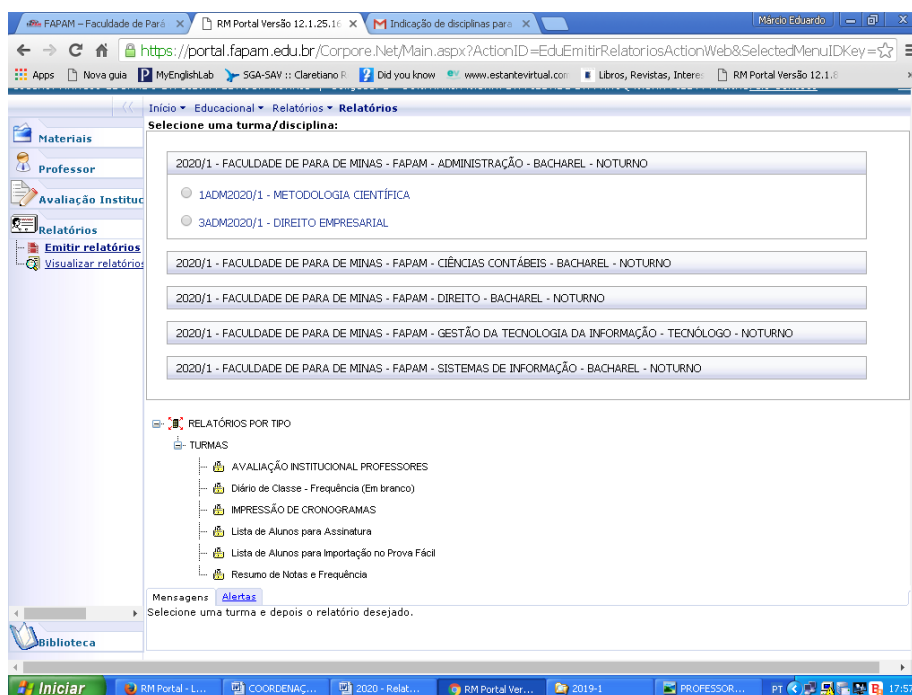 FAPAM – Faculdade de Pará
RM Portal Versão 12.1.25.16
Indicação de disciplinas para
Márcio Eduardo
https://portal.fapam.edu.br/Corpore.Net/Main.aspx?ActionID=EduEmitirRelatoriosActionWeb&SelectedMenuIDKey=
Apps
Nova guia
MyEnglishLab
SGA-SAV :: Claretiano R
Did you know
www.estantevirtual.com
Libros, Revistas, Interes
RM Portal Versão 12.1.8
Início
Educacional
Relatórios
Relatórios
Selecione uma turma/disciplina:
Materiais
Professor
Avaliação Instituc
Relatórios
Emitir relatórios
Visualizar relatórios
2020/1 - FACULDADE DE PARA DE MINAS - FAPAM - ADMINISTRAÇÃO - BACHAREL - NOTURNO
1ADM2020/1 - METODOLOGIA CIENTÍFICA
3ADM2020/1 - DIREITO EMPRESARIAL
2020/1 - FACULDADE DE PARA DE MINAS - FAPAM - CIÊNCIAS CONTÁBEIS - BACHAREL - NOTURNO
2020/1 - FACULDADE DE PARA DE MINAS - FAPAM - DIREITO - BACHAREL - NOTURNO
2020/1 - FACULDADE DE PARA DE MINAS - FAPAM - GESTÃO DA TECNOLOGIA DA INFORMAÇÃO - TECNÓLOGO - NOTURNO
2020/1 - FACULDADE DE PARA DE MINAS - FAPAM - SISTEMAS DE INFORMAÇÃO - BACHAREL - NOTURNO
RELATÓRIOS POR TIPO
TURMAS
AVALIAÇÃO INSTITUCIONAL PROFESSORES
Diário de Classe - Frequência (Em branco)
IMPRESSÃO DE CRONOGRAMAS
Lista de Alunos para Assinatura
Lista de Alunos para Importação no Prova Fácil
Resumo de Notas e Frequência
Mensagens
Alertas
Selecione uma turma e depois o relatório desejado.
Biblioteca
Iniciar
RM Portal - L...
COORDENAÇ...
2020 - Relat...
RM Portal Ver...
2019-1
PROFESSOR...
PT